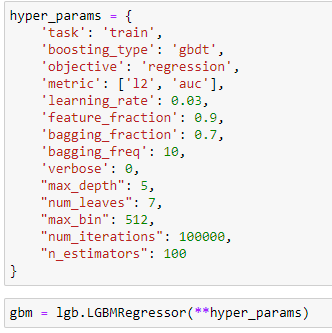 hyper_params = {
    'task': 'train',
    'boosting_type': 'gbdt',
    'objective': 'regression',
    'metric': ['l2', 'auc'],
    'learning_rate': 0.03,
    'feature_fraction': 0.9,
    'bagging_fraction': 0.7,
    'bagging_freq': 10,
    'verbose': 0,
    "max_depth": 5,
    "num_leaves": 7,
    "max_bin": 512,
    "num_iterations": 100000,
    "n_estimators": 100
}
gbm = lgb.LGBMRegressor(**hyper_params)